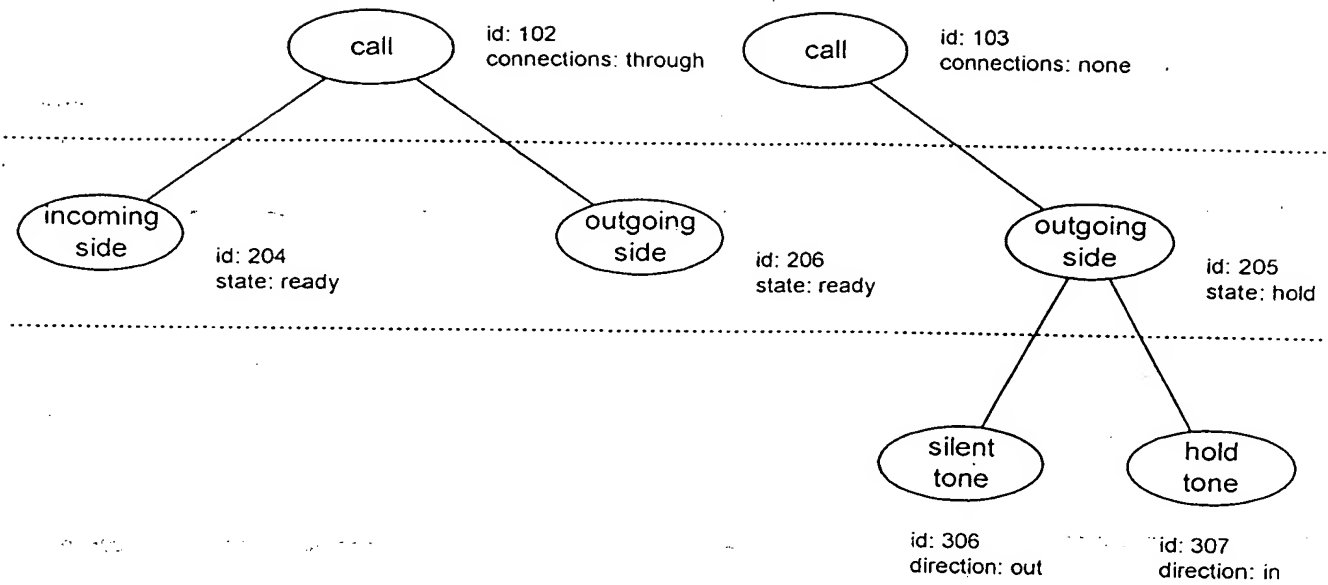 call
id: 102
connections: through
call
id: 103
connections: none
incoming
side
id: 204
state: ready
outgoing
side
id: 206
state: ready
outgoing
side
id: 205
state: hold
silent
tone
id: 306
direction: out
hold
tone
id: 307
direction: in